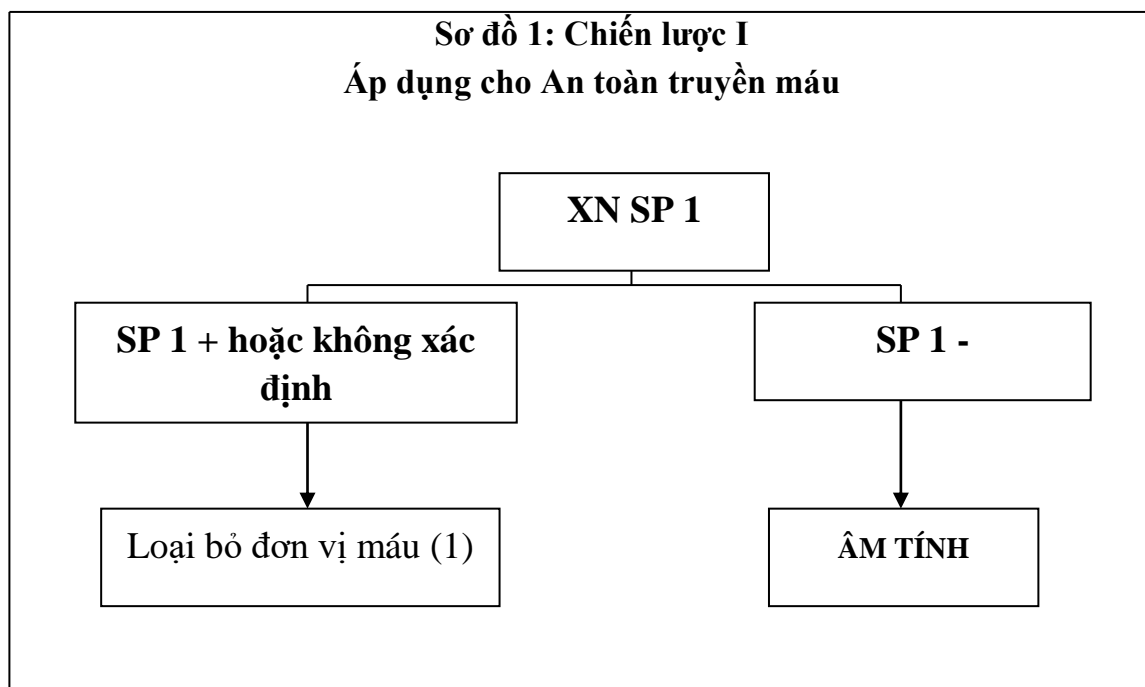 Sơ đồ 1: Chiến lược I
Áp dụng cho An toàn truyền máu
XN SP 1
SP 1 + hoặc không xác
định
SP 1 -
Loại bỏ đơn vị máu (1)
ÂM TÍNH